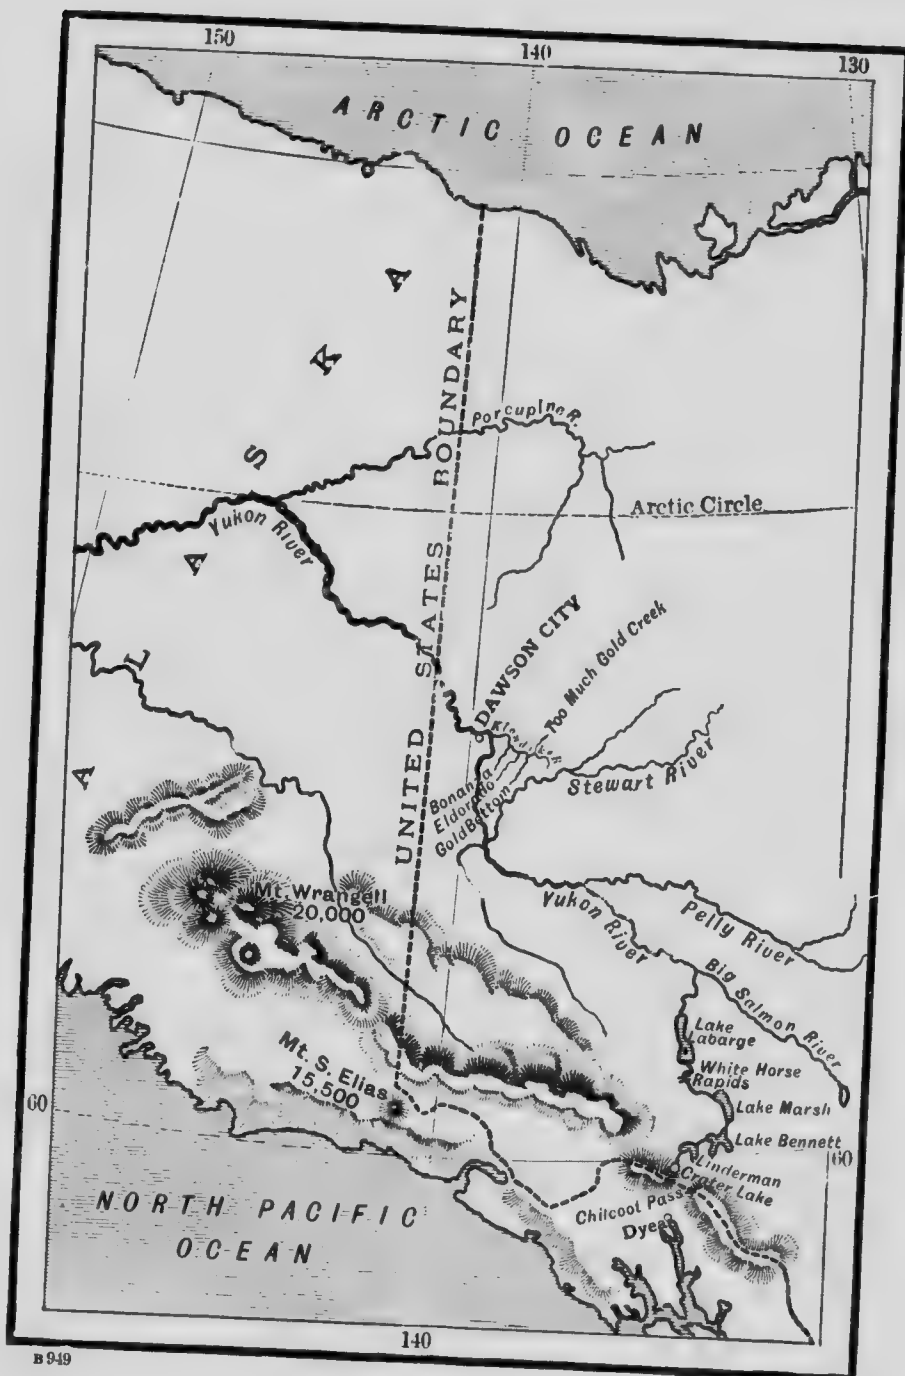 150
140
130
ARCTIC OCEAN
ALASKA
UNITED STATES BOUNDARY
Porcupine R.
Arctic Circle
Yukon River
DAWSON CITY
Too Much Gold Creek
Klondike R.
Bonanza
Eldorado
Gold Bottom
Stewart River
Mt. Wrangell
20,000
Yukon River
Pelly River
Big Salmon River
Lake
Labarge
White Horse
Rapids
Mt. S. Elias
15.500
60
Lake Marsh
Lake Bennett
60
Linderman
Crater Lake
Chilcoot Pass
Dyea
NORTH PACIFIC
OCEAN
140
B 949